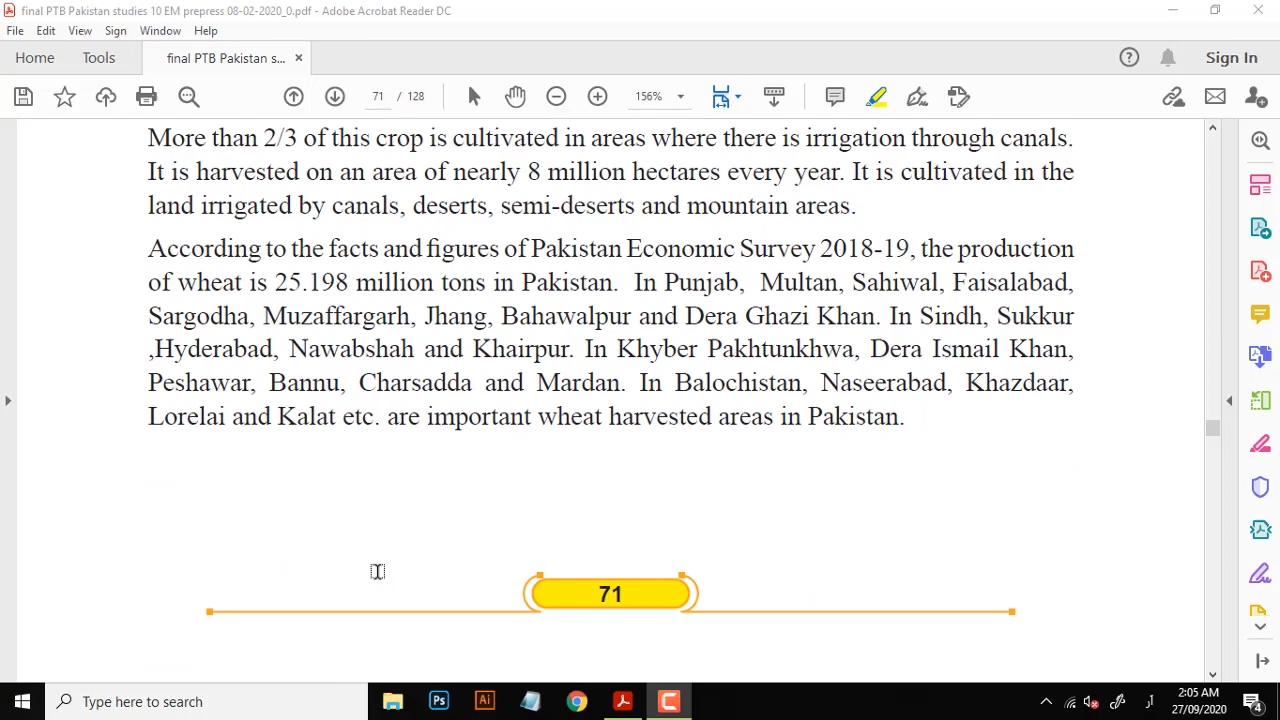 final PTB Pakistan studies 10 EM prepress 08-02-2020_0.pdf - Adobe Acrobat Reader DC
File Edit View Sign Window Help
Home Tools final PTB Pakistan s... × Sign In
71 / 128 156%
More than 2/3 of this crop is cultivated in areas where there is irrigation through canals.
It is harvested on an area of nearly 8 million hectares every year. It is cultivated in the
land irrigated by canals, deserts, semi-deserts and mountain areas.
According to the facts and figures of Pakistan Economic Survey 2018-19, the production
of wheat is 25.198 million tons in Pakistan. In Punjab, Multan, Sahiwal, Faisalabad,
Sargodha, Muzaffargarh, Jhang, Bahawalpur and Dera Ghazi Khan. In Sindh, Sukkur
,Hyderabad, Nawabshah and Khairpur. In Khyber Pakhtunkhwa, Dera Ismail Khan,
Peshawar, Bannu, Charsadda and Mardan. In Balochistan, Naseerabad, Khazdaar,
Lorelai and Kalat etc. are important wheat harvested areas in Pakistan.
71
Type here to search
Ps
Ai
2:05 AM
27/09/2020
4